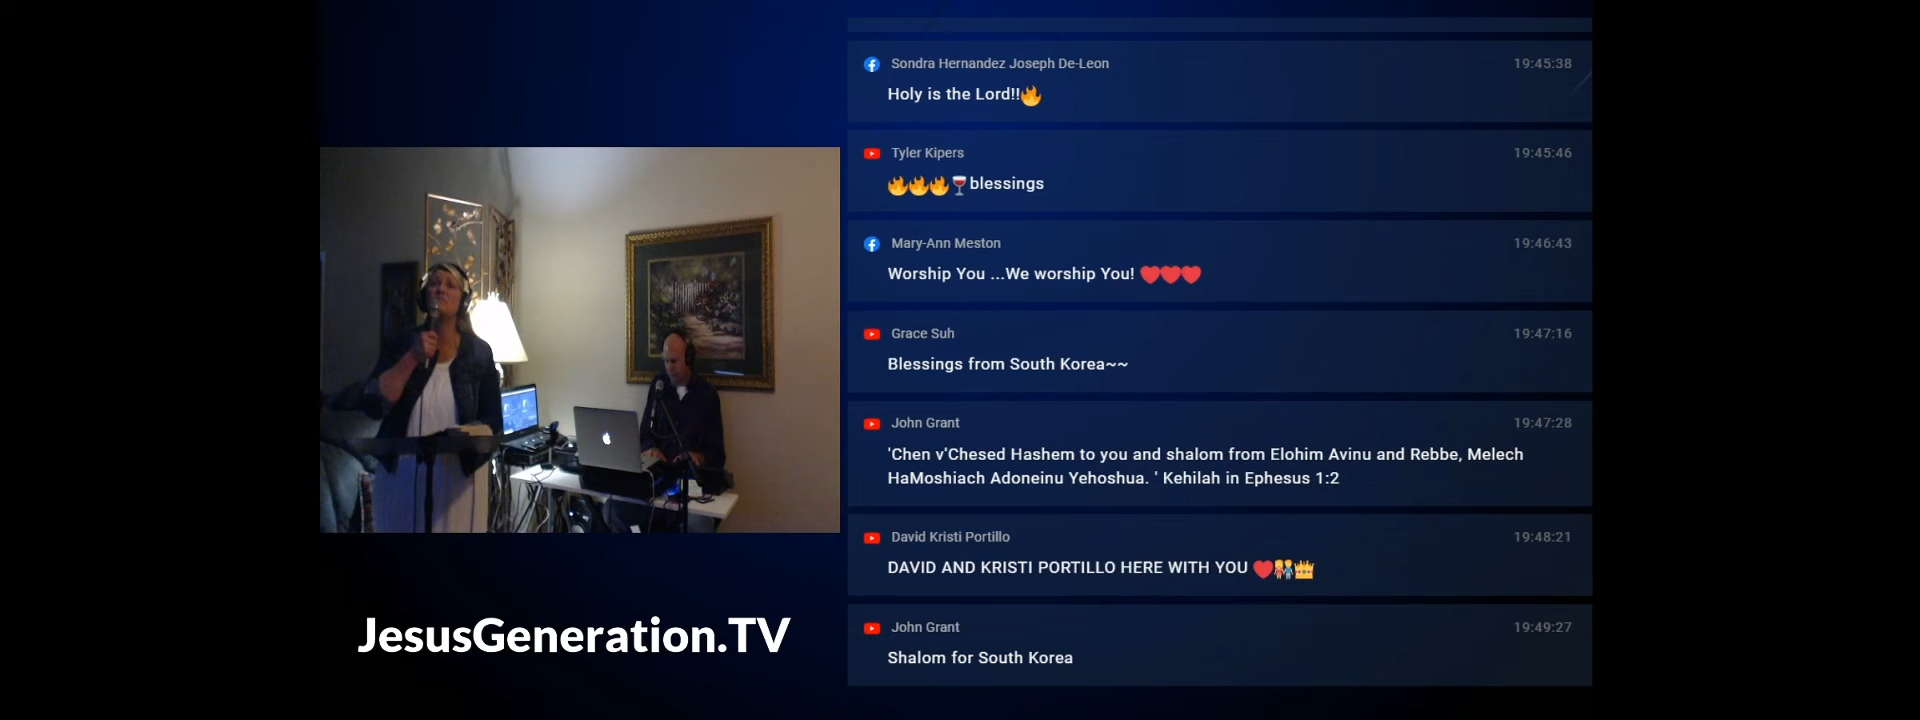 Sondra Hernandez Joseph De-Leon 19:45:38
Holy is the Lord!!🔥
Tyler Kipers 19:45:46
🔥🔥🔥🍷blessings
Mary-Ann Meston 19:46:43
Worship You ...We worship You! ❤️❤️❤️
Grace Suh 19:47:16
Blessings from South Korea~~
John Grant 19:47:28
'Chen v'Chesed Hashem to you and shalom from Elohim Avinu and Rebbe, Melech
HaMoshiach Adoneinu Yehoshua. ' Kehilah in Ephesus 1:2
David Kristi Portillo 19:48:21
DAVID AND KRISTI PORTILLO HERE WITH YOU ❤️👫👑
John Grant 19:49:27
Shalom for South Korea
JesusGeneration.TV